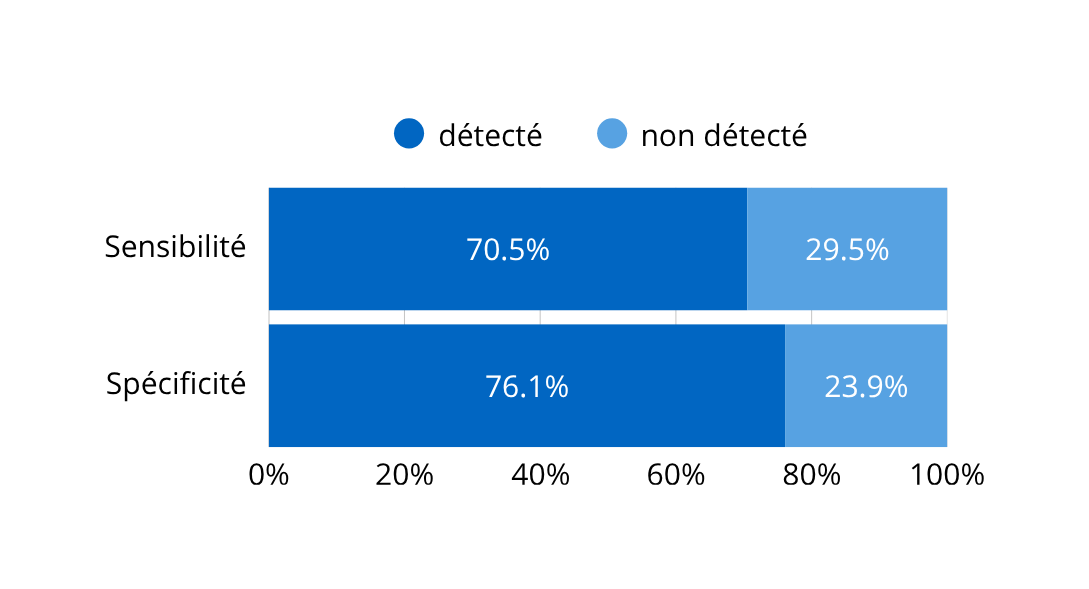 détecté non détecté
Sensibilité 70.5% 29.5%
Spécificité 76.1% 23.9%
0% 20% 40% 60% 80% 100%